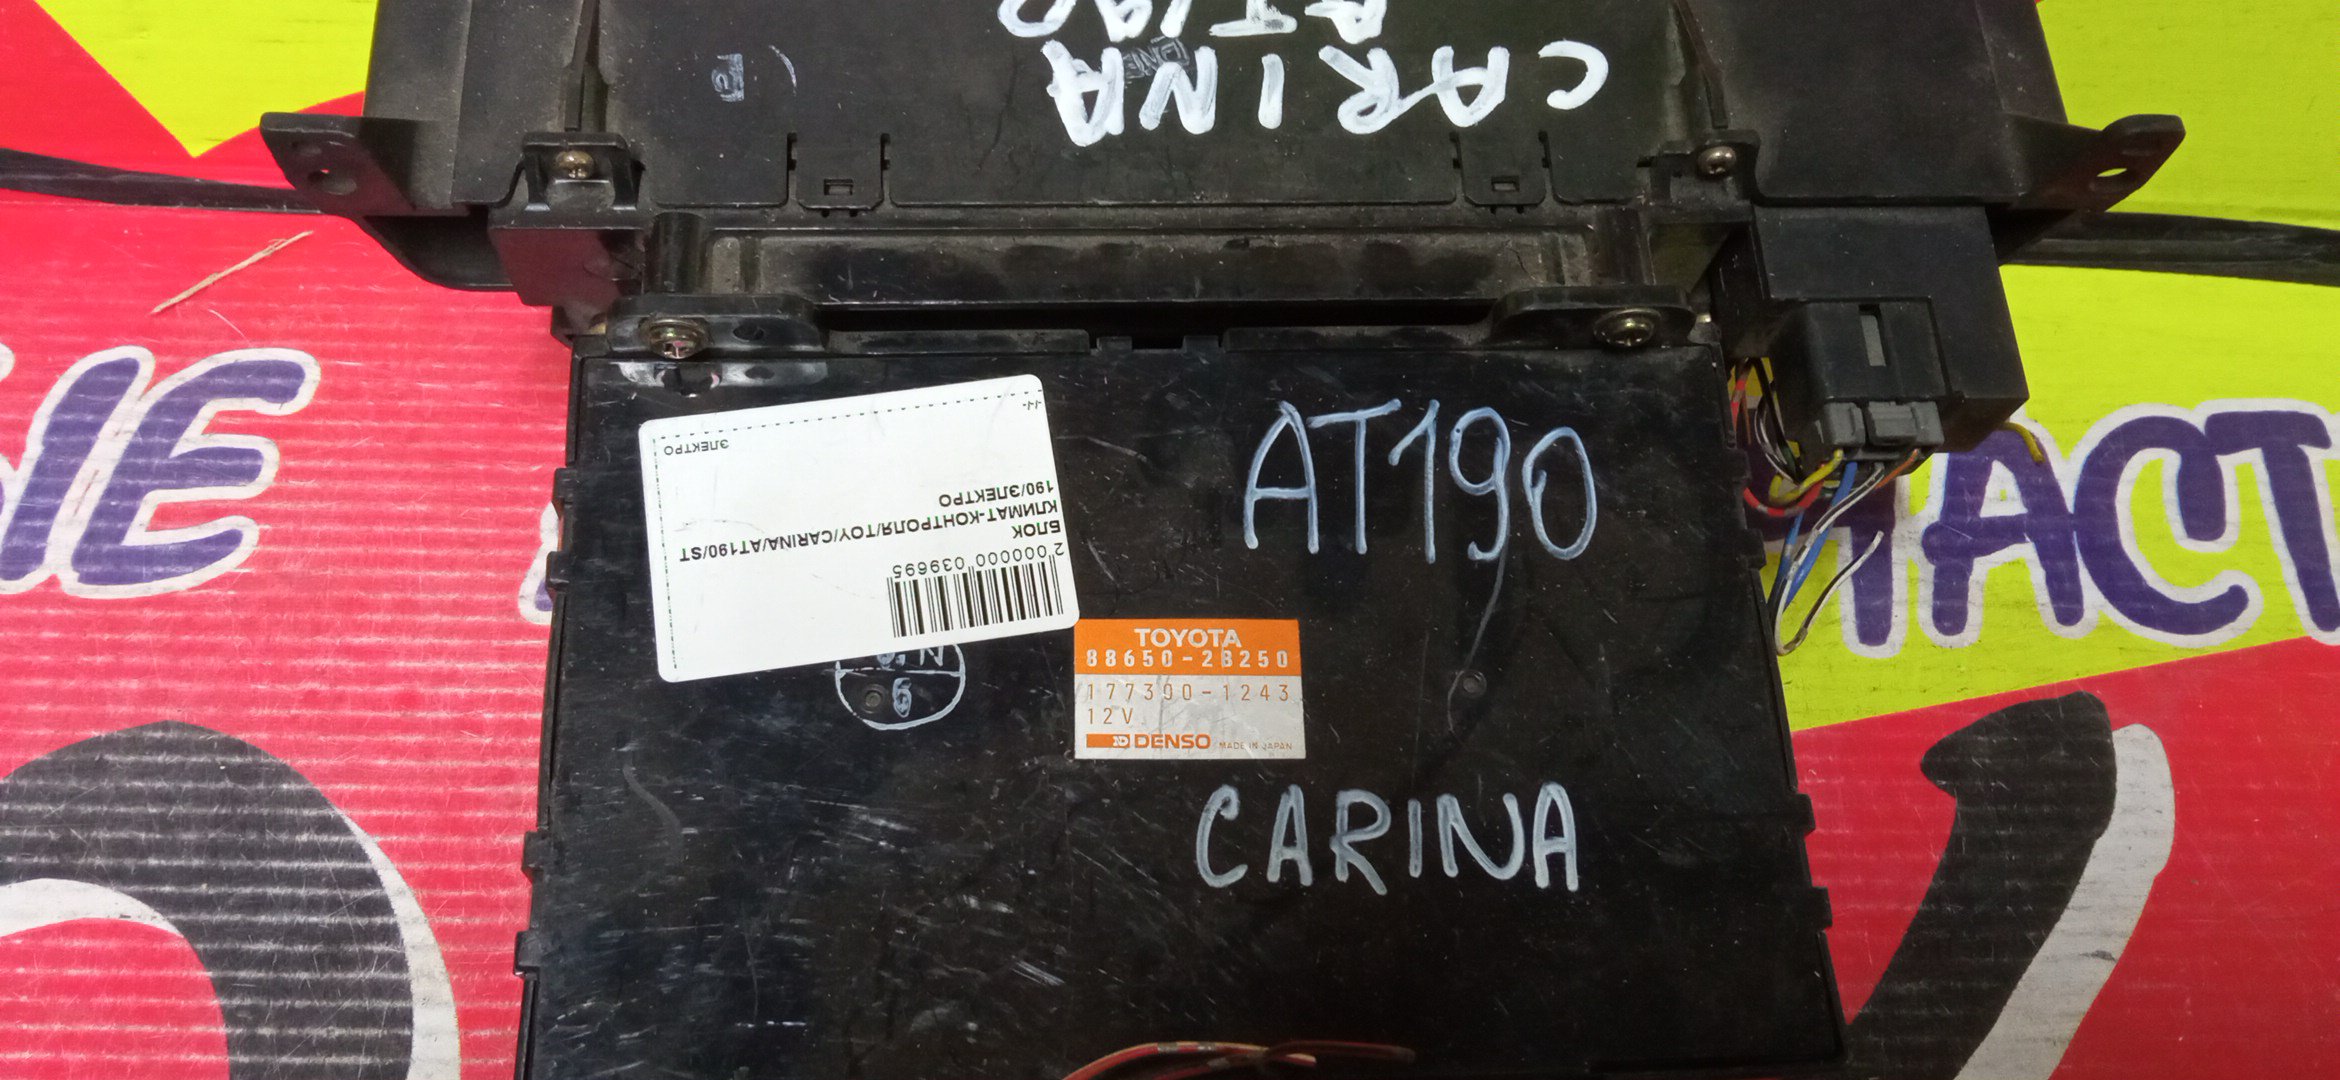 CARINA
AT190
AT190
БЛОК
КЛИМАТ-КОНТРОЛЯ/TOY/CARINA/AT190/ST
190/ЭЛЕКТРО
ЭЛЕКТРО
2 000000 039695
TOYOTA
88650-2B250
177300-1243
12V
DENSO MADE IN JAPAN
6
CARINA